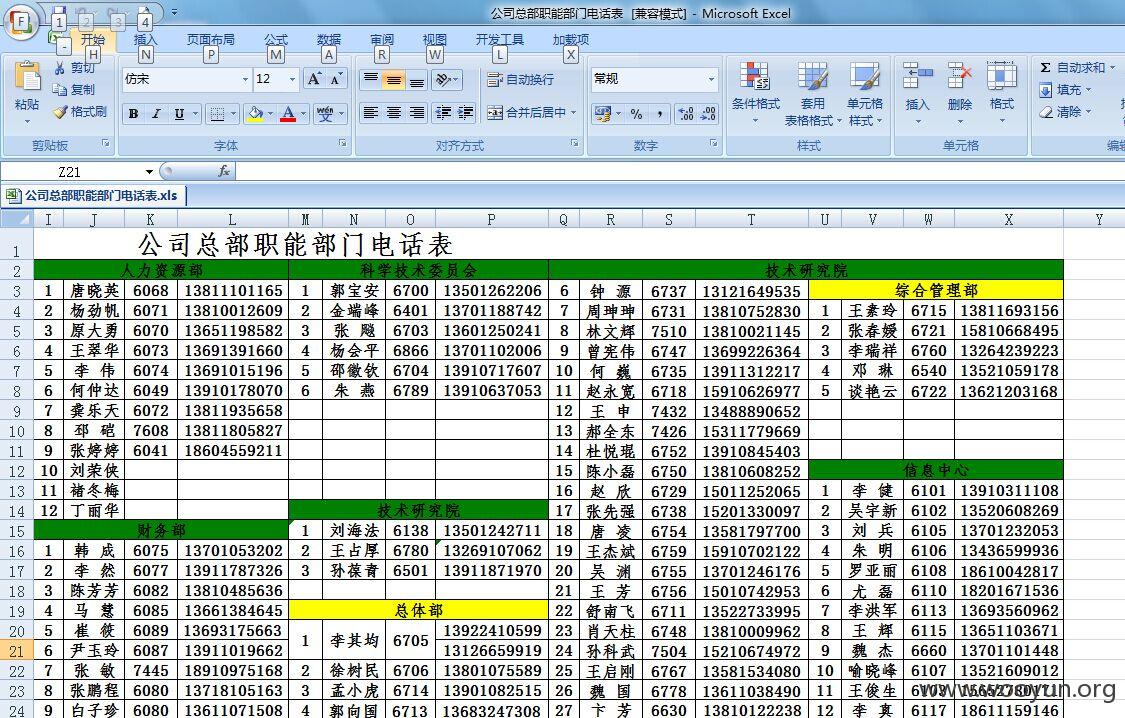 公司总部职能部门电话表 [兼容模式] - Microsoft Excel
F 1 2 3 4
开始 插入 页面布局 公式 数据 审阅 视图 开发工具 加载项
H N P M A R W L X
粘贴 剪切 复制 格式刷 剪贴板
仿宋 12 B I U 字体
自动换行 合并后居中 对齐方式
常规 % , 数字
条件格式 套用表格格式 单元格样式 样式
插入 删除 格式 单元格
Σ 自动求和 填充 清除 编辑
Z21 fx
公司总部职能部门电话表.xls
I J K L M N O P Q R S T U V W X Y
1 公司总部职能部门电话表
2 人力资源部 科学技术委员会 技术研究院
3 1 唐晓英 6068 13811101165 1 郭宝安 6700 13501262206 6 钟 源 6737 13121649535 综合管理部
4 2 杨劲帆 6071 13810012609 2 金端峰 6401 13701188742 7 周珅珅 6731 13810752830 1 王素玲 6715 13811693156
5 3 原大勇 6070 13651198582 3 张 飚 6703 13601250241 8 林文辉 7510 13810021145 2 张春嫒 6721 15810668495
6 4 王翠华 6073 13691391660 4 杨会平 6866 13701102006 9 曾宪伟 6747 13699226364 3 李瑞祥 6760 13264239223
7 5 李 伟 6074 13691015196 5 邵徽钦 6704 13910717607 10 何 巍 6735 13911312217 4 邓 琳 6540 13521059178
8 6 何仲达 6049 13910178070 6 朱 燕 6789 13910637053 11 赵永宽 6718 15910626977 5 谈艳云 6722 13621203168
9 7 龚乐天 6072 13811935658 12 王 申 7432 13488890652
10 8 邳 硙 7608 13811805827 13 郝全东 7426 15311779669
11 9 张婷婷 6041 18604559211 14 杜悦琨 6752 13910845403
12 10 刘荣侠 15 陈小磊 6750 13810608252 信息中心
13 11 褚冬梅 16 赵 欣 6729 15011252065 1 李 健 6101 13910311108
14 12 丁丽华 技术研究院 17 张先强 6738 15201330097 2 吴宇新 6102 13520608269
15 财务部 1 刘海法 6138 13501242711 18 唐 凌 6754 13581797700 3 刘 兵 6105 13701232053
16 1 韩 成 6075 13701053202 2 王占厚 6780 13269107062 19 王杰斌 6759 15910702122 4 朱 明 6106 13436599936
17 2 李 然 6077 13911787326 3 孙葆青 6501 13911871970 20 吴 渊 6755 13701246176 5 罗亚丽 6108 18610042817
18 3 陈芳芳 6082 13810485636 21 王 芳 6756 15010742953 6 尤 磊 6110 18201671536
19 4 马 慧 6085 13661384645 总体部 22 舒南飞 6711 13522733995 7 李洪军 6113 13693560962
20 5 崔 筱 6089 13693175663 1 李其均 6705 13922410599 23 肖天柱 6748 13810009962 8 王 辉 6115 13651103671
21 6 尹玉玲 6087 13911019662 13126659919 24 孙科武 7504 15210674972 9 魏 杰 6660 13701101448
22 7 张 敏 7445 18910975168 2 徐树民 6706 13801075589 25 王启刚 6767 13581534080 10 喻晓峰 6107 13521609012
23 8 张鹏程 6080 13718105163 3 孟小虎 6714 13901082515 26 魏 国 6778 13611038490 11 王俊生
24 9 白子珍 6080 13611071508 4 郭向国 6713 13683247308 27 卞 芳 6630 13810122238 12 李 真 6117 18611159146
www.wooyun.org